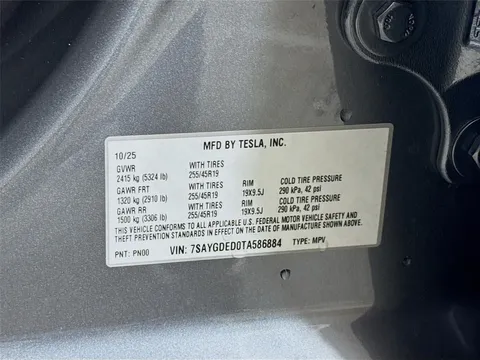 MFD BY TESLA, INC.
10/25
GVWR WITH TIRES
2415 kg (5324 lb) 255/45R19
GAWR FRT WITH TIRES RIM COLD TIRE PRESSURE
1320 kg (2910 lb) 255/45R19 19X9.5J 290 kPa, 42 psi
GAWR RR WITH TIRES RIM COLD TIRE PRESSURE
1500 kg (3306 lb) 255/45R19 19X9.5J 290 kPa, 42 psi
THIS VEHICLE CONFORMS TO ALL APPLICABLE U.S. FEDERAL MOTOR VEHICLE SAFETY AND
THEFT PREVENTION STANDARDS IN EFFECT ON THE DATE OF MANUFACTURE SHOWN ABOVE.
PNT: PN00 VIN: 7SAYGDED0TA586884 TYPE: MPV